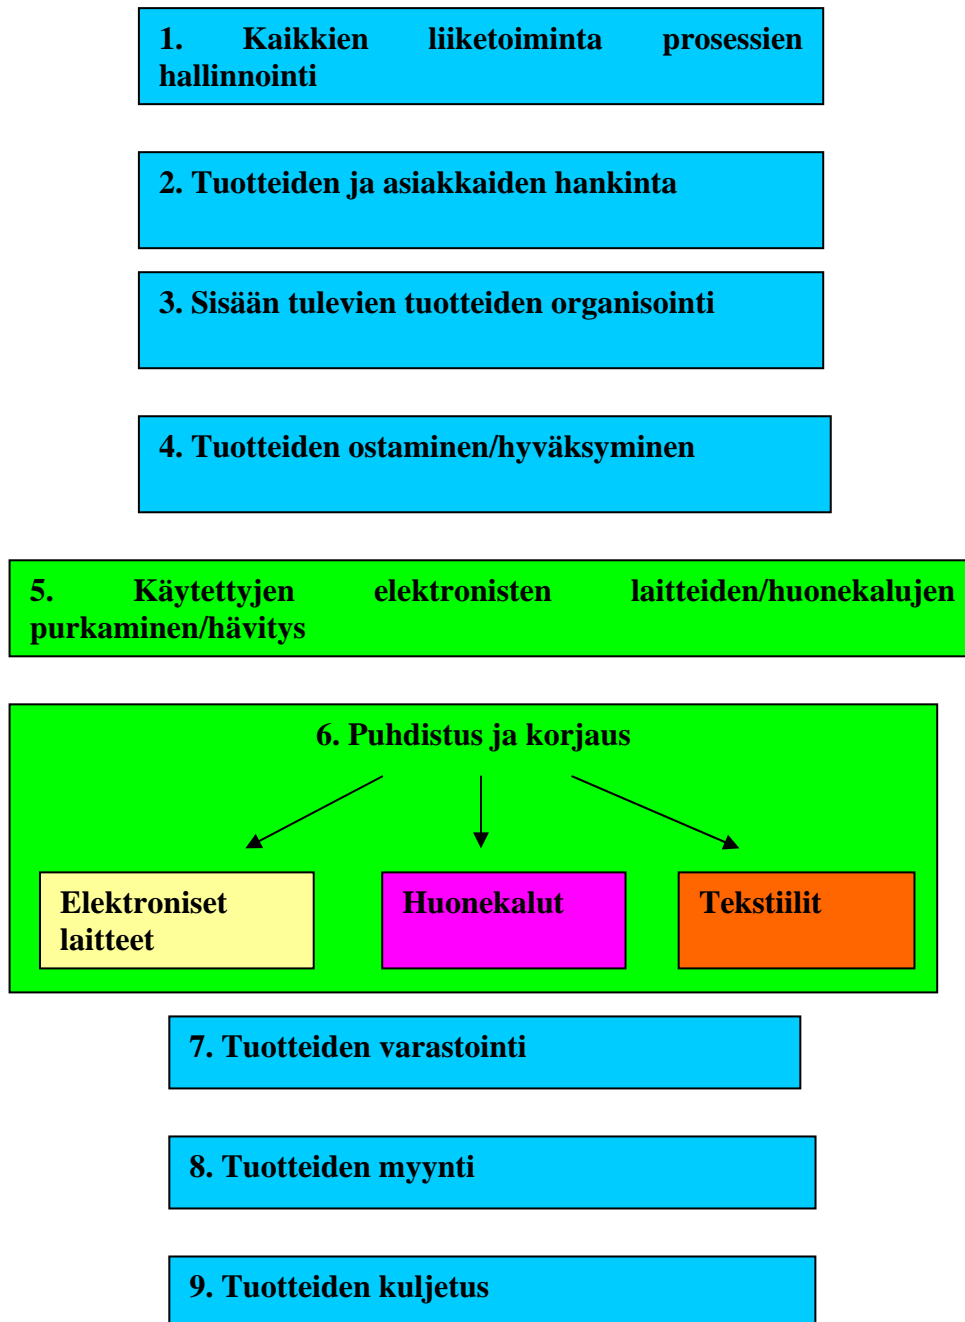 1. Kaikkien liiketoiminta prosessien
hallinnointi
2. Tuotteiden ja asiakkaiden hankinta
3. Sisään tulevien tuotteiden organisointi
4. Tuotteiden ostaminen/hyväksyminen
5. Käytettyjen elektronisten laitteiden/huonekalujen
purkaminen/hävitys
6. Puhdistus ja korjaus
Elektroniset
laitteet
Huonekalut
Tekstiilit
7. Tuotteiden varastointi
8. Tuotteiden myynti
9. Tuotteiden kuljetus